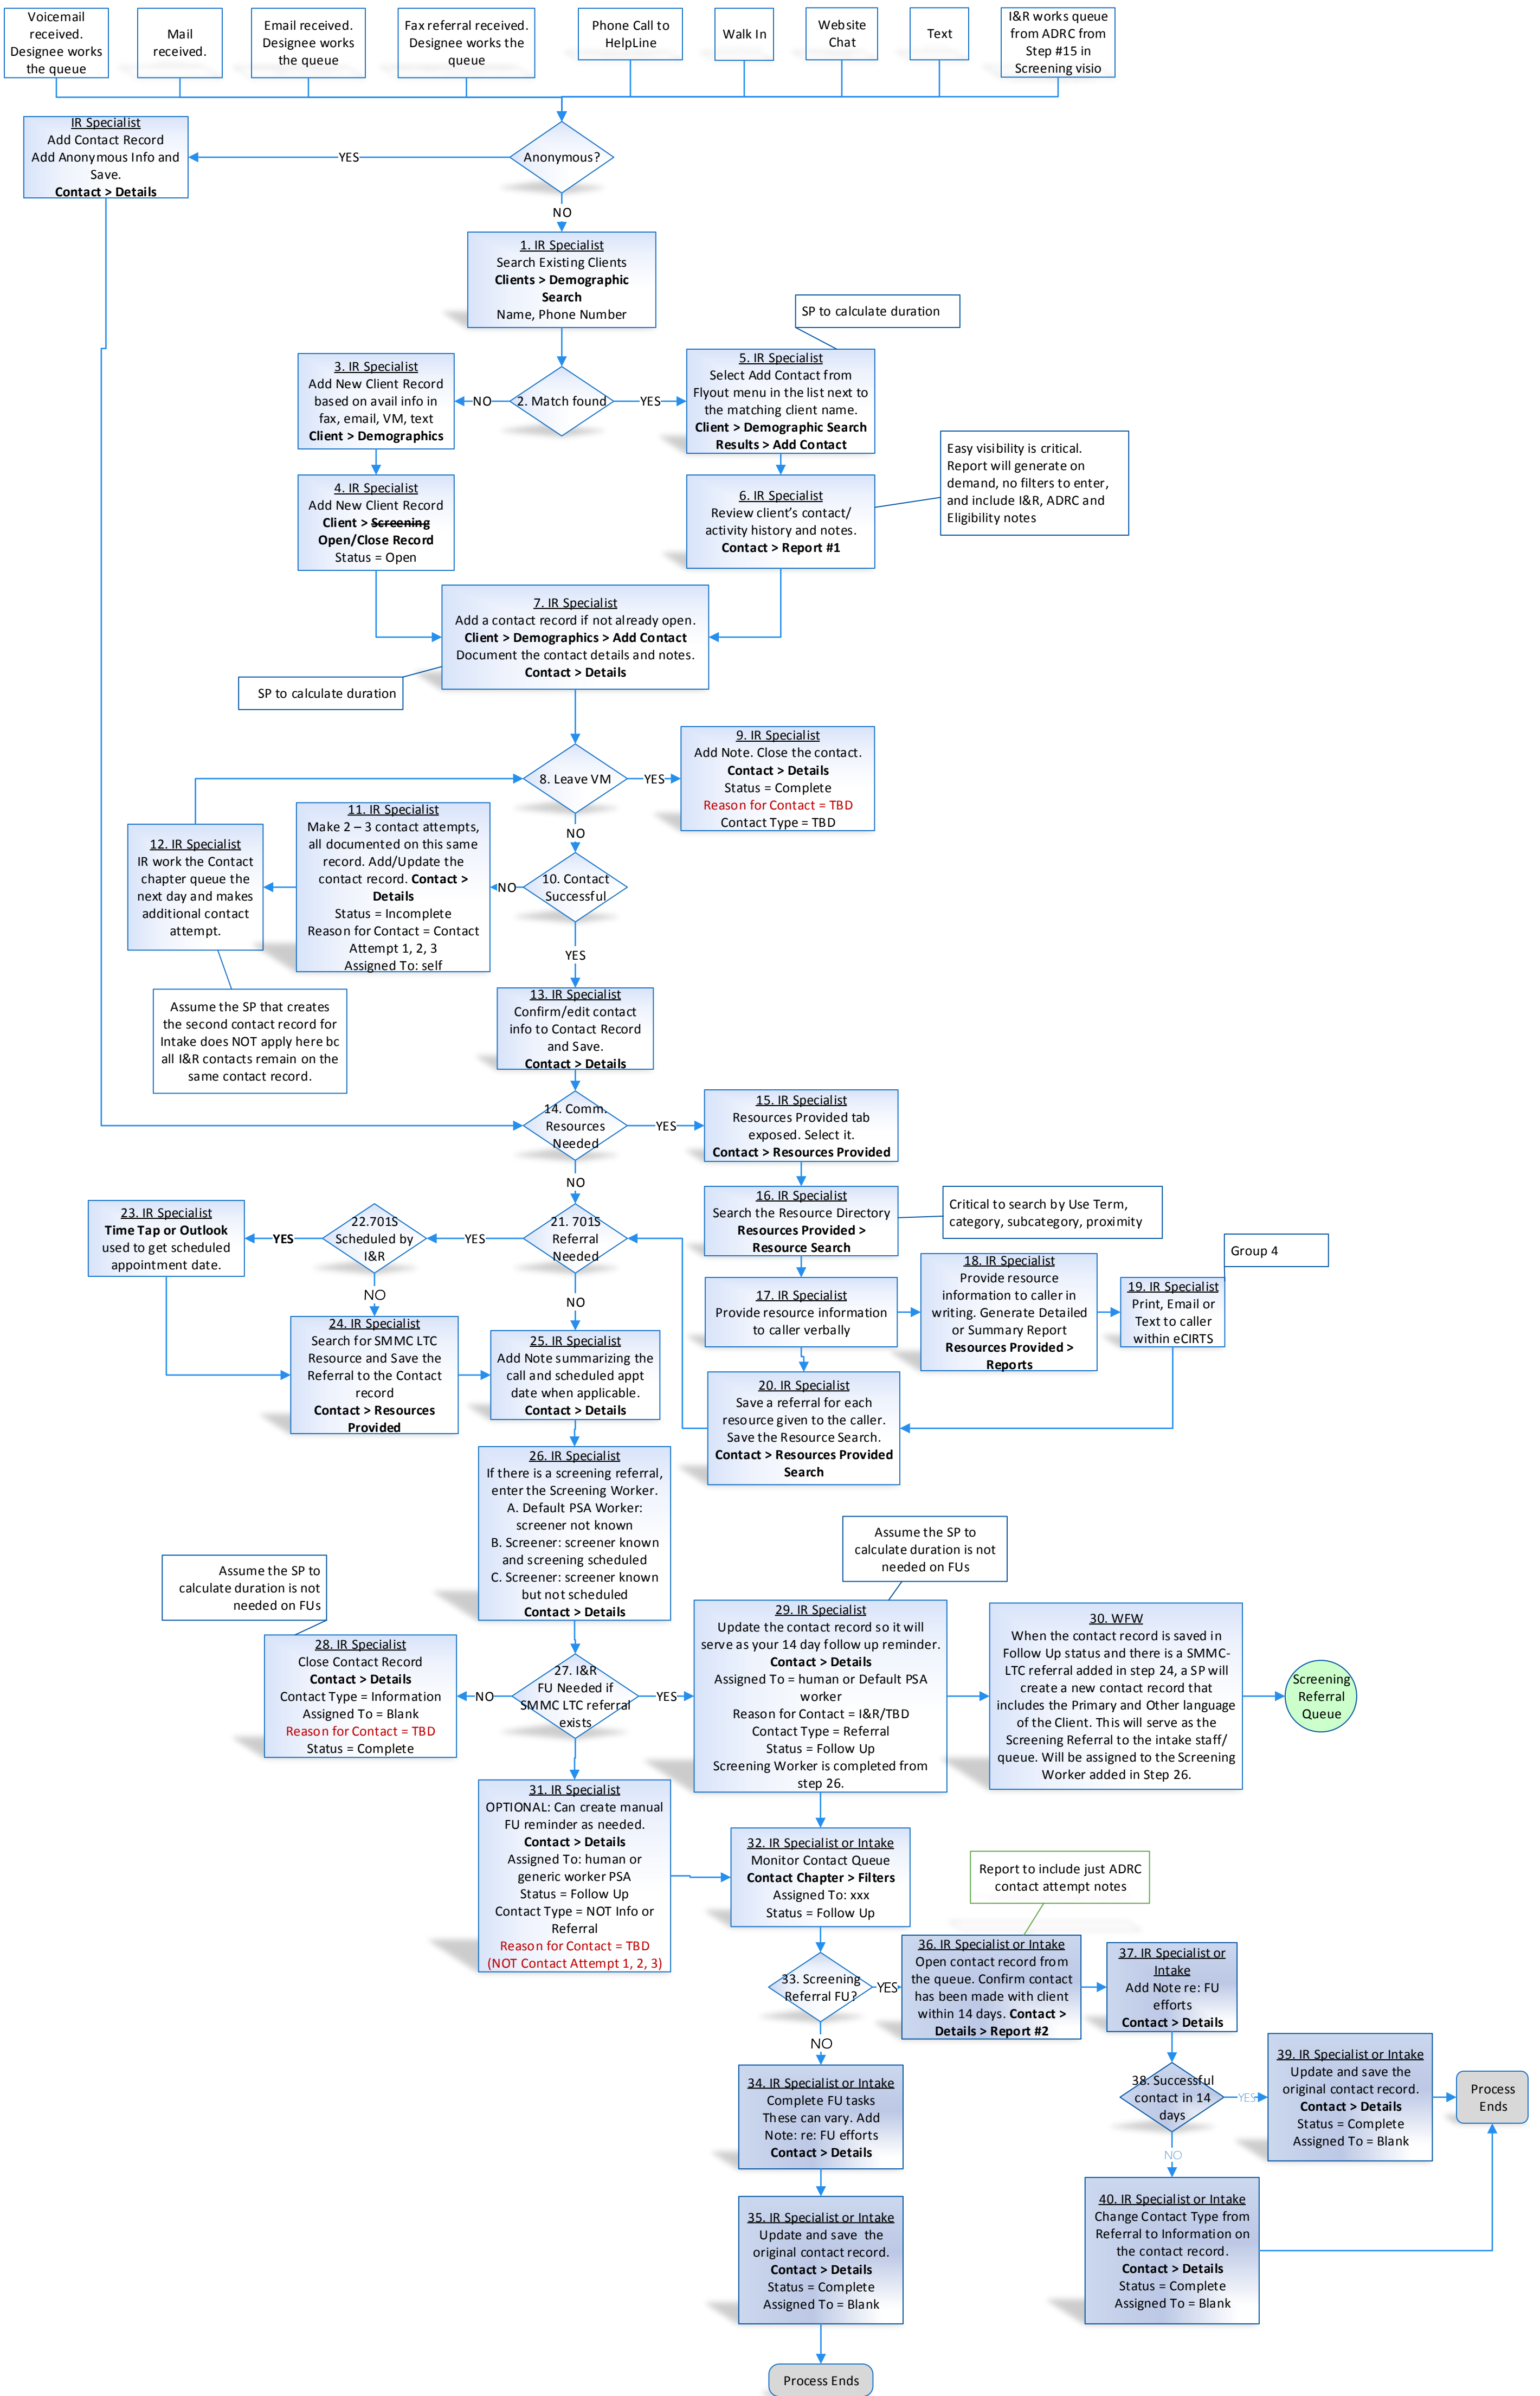 Voicemail
received.
Designee works
the queue
Mail
received.
Email received.
Designee works
the queue
Fax referral received.
Designee works the
queue
Phone Call to
HelpLine
Walk In
Website
Chat
Text
I&R works queue
from ADRC from
Step #15 in
Screening visio
IR Specialist
Add Contact Record
Add Anonymous Info and
Save.
Contact > Details
YES
Anonymous?
NO
1. IR Specialist
Search Existing Clients
Clients > Demographic
Search
Name, Phone Number
SP to calculate duration
3. IR Specialist
Add New Client Record
based on avail info in
fax, email, VM, text
Client > Demographics
NO
2. Match found
YES
5. IR Specialist
Select Add Contact from
Flyout menu in the list next to
the matching client name.
Client > Demographic Search
Results > Add Contact
4. IR Specialist
Add New Client Record
Client > Screening
Open/Close Record
Status = Open
6. IR Specialist
Review client's contact/
activity history and notes.
Contact > Report #1
Easy visibility is critical.
Report will generate on
demand, no filters to enter,
and include I&R, ADRC and
Eligibility notes
7. IR Specialist
Add a contact record if not already open.
Client > Demographics > Add Contact
Document the contact details and notes.
Contact > Details
SP to calculate duration
8. Leave VM
YES
9. IR Specialist
Add Note. Close the contact.
Contact > Details
Status = Complete
Reason for Contact = TBD
Contact Type = TBD
NO
12. IR Specialist
IR work the Contact
chapter queue the
next day and makes
additional contact
attempt.
11. IR Specialist
Make 2 – 3 contact attempts,
all documented on this same
record. Add/Update the
contact record. Contact >
Details
Status = Incomplete
Reason for Contact = Contact
Attempt 1, 2, 3
Assigned To: self
NO
10. Contact
Successful
YES
Assume the SP that creates
the second contact record for
Intake does NOT apply here bc
all I&R contacts remain on the
same contact record.
13. IR Specialist
Confirm/edit contact
info to Contact Record
and Save.
Contact > Details
14. Comm.
Resources
Needed
YES
15. IR Specialist
Resources Provided tab
exposed. Select it.
Contact > Resources Provided
NO
16. IR Specialist
Search the Resource Directory
Resources Provided >
Resource Search
Critical to search by Use Term,
category, subcategory, proximity
23. IR Specialist
Time Tap or Outlook
used to get scheduled
appointment date.
YES
22.701S
Scheduled by
I&R
YES
21. 701S
Referral
Needed
NO
NO
17. IR Specialist
Provide resource information
to caller verbally
18. IR Specialist
Provide resource
information to caller in
writing. Generate Detailed
or Summary Report
Resources Provided >
Reports
19. IR Specialist
Print, Email or
Text to caller
within eCIRTS
Group 4
24. IR Specialist
Search for SMMC LTC
Resource and Save the
Referral to the Contact
record
Contact > Resources
Provided
25. IR Specialist
Add Note summarizing the
call and scheduled appt
date when applicable.
Contact > Details
20. IR Specialist
Save a referral for each
resource given to the caller.
Save the Resource Search.
Contact > Resources Provided
Search
26. IR Specialist
If there is a screening referral,
enter the Screening Worker.
A. Default PSA Worker:
screener not known
B. Screener: screener known
and screening scheduled
C. Screener: screener known
but not scheduled
Contact > Details
Assume the SP to
calculate duration is not
needed on FUs
Assume the SP to
calculate duration is not
needed on FUs
28. IR Specialist
Close Contact Record
Contact > Details
Contact Type = Information
Assigned To = Blank
Reason for Contact = TBD
Status = Complete
NO
27. I&R
FU Needed if
SMMC LTC referral
exists
YES
29. IR Specialist
Update the contact record so it will
serve as your 14 day follow up reminder.
Contact > Details
Assigned To = human or Default PSA
worker
Reason for Contact = I&R/TBD
Contact Type = Referral
Status = Follow Up
Screening Worker is completed from
step 26.
30. WFW
When the contact record is saved in
Follow Up status and there is a SMMC-
LTC referral added in step 24, a SP will
create a new contact record that
includes the Primary and Other language
of the Client. This will serve as the
Screening Referral to the intake staff/
queue. Will be assigned to the Screening
Worker added in Step 26.
Screening
Referral
Queue
31. IR Specialist
OPTIONAL: Can create manual
FU reminder as needed.
Contact > Details
Assigned To: human or
generic worker PSA
Status = Follow Up
Contact Type = NOT Info or
Referral
Reason for Contact = TBD
(NOT Contact Attempt 1, 2, 3)
32. IR Specialist or Intake
Monitor Contact Queue
Contact Chapter > Filters
Assigned To: xxx
Status = Follow Up
Report to include just ADRC
contact attempt notes
33. Screening
Referral FU?
YES
36. IR Specialist or Intake
Open contact record from
the queue. Confirm contact
has been made with client
within 14 days. Contact >
Details > Report #2
37. IR Specialist or
Intake
Add Note re: FU
efforts
Contact > Details
NO
34. IR Specialist or Intake
Complete FU tasks
These can vary. Add
Note: re: FU efforts
Contact > Details
38. Successful
contact in 14
days
YES
39. IR Specialist or Intake
Update and save the
original contact record.
Contact > Details
Status = Complete
Assigned To = Blank
Process
Ends
NO
35. IR Specialist or Intake
Update and save  the
original contact record.
Contact > Details
Status = Complete
Assigned To = Blank
40. IR Specialist or Intake
Change Contact Type from
Referral to Information on
the contact record.
Contact > Details
Status = Complete
Assigned To = Blank
Process Ends